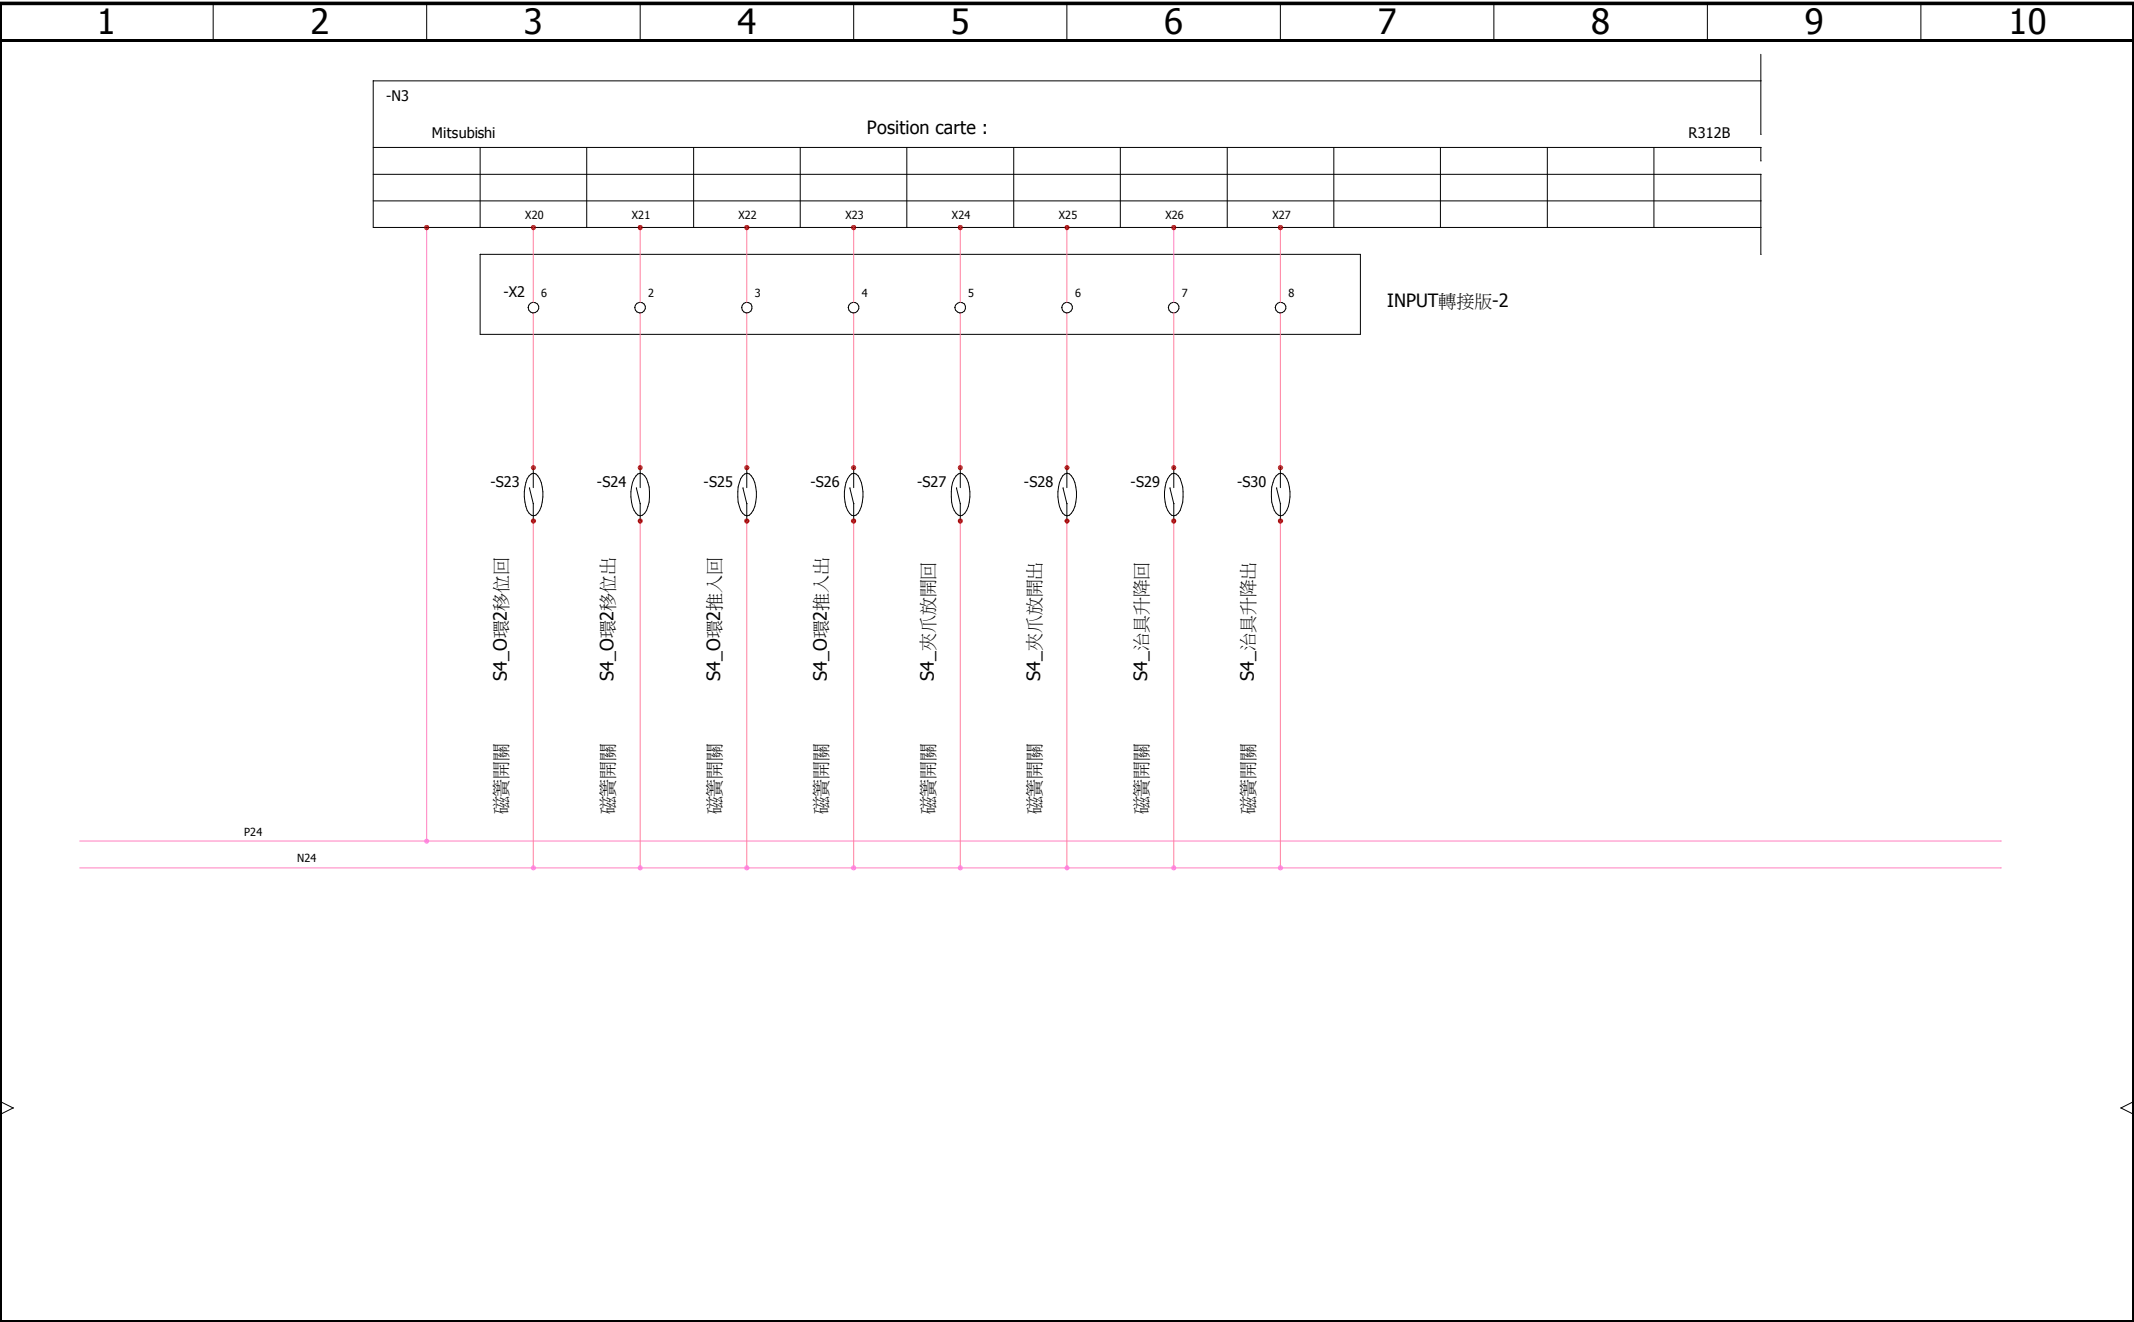 1 2 3 4 5 6 7 8 9 10
-N3
Mitsubishi Position carte : R312B
X20 X21 X22 X23 X24 X25 X26 X27
-X2 6 2 3 4 5 6 7 8
INPUT轉接版-2
-S23 -S24 -S25 -S26 -S27 -S28 -S29 -S30
S4_O環2移位回
S4_O環2移位出
S4_O環2推入回
S4_O環2推入出
S4_夾爪放開回
S4_夾爪放開出
S4_治具升降回
S4_治具升降出
磁簧開關
磁簧開關
磁簧開關
磁簧開關
磁簧開關
磁簧開關
磁簧開關
磁簧開關
P24
N24